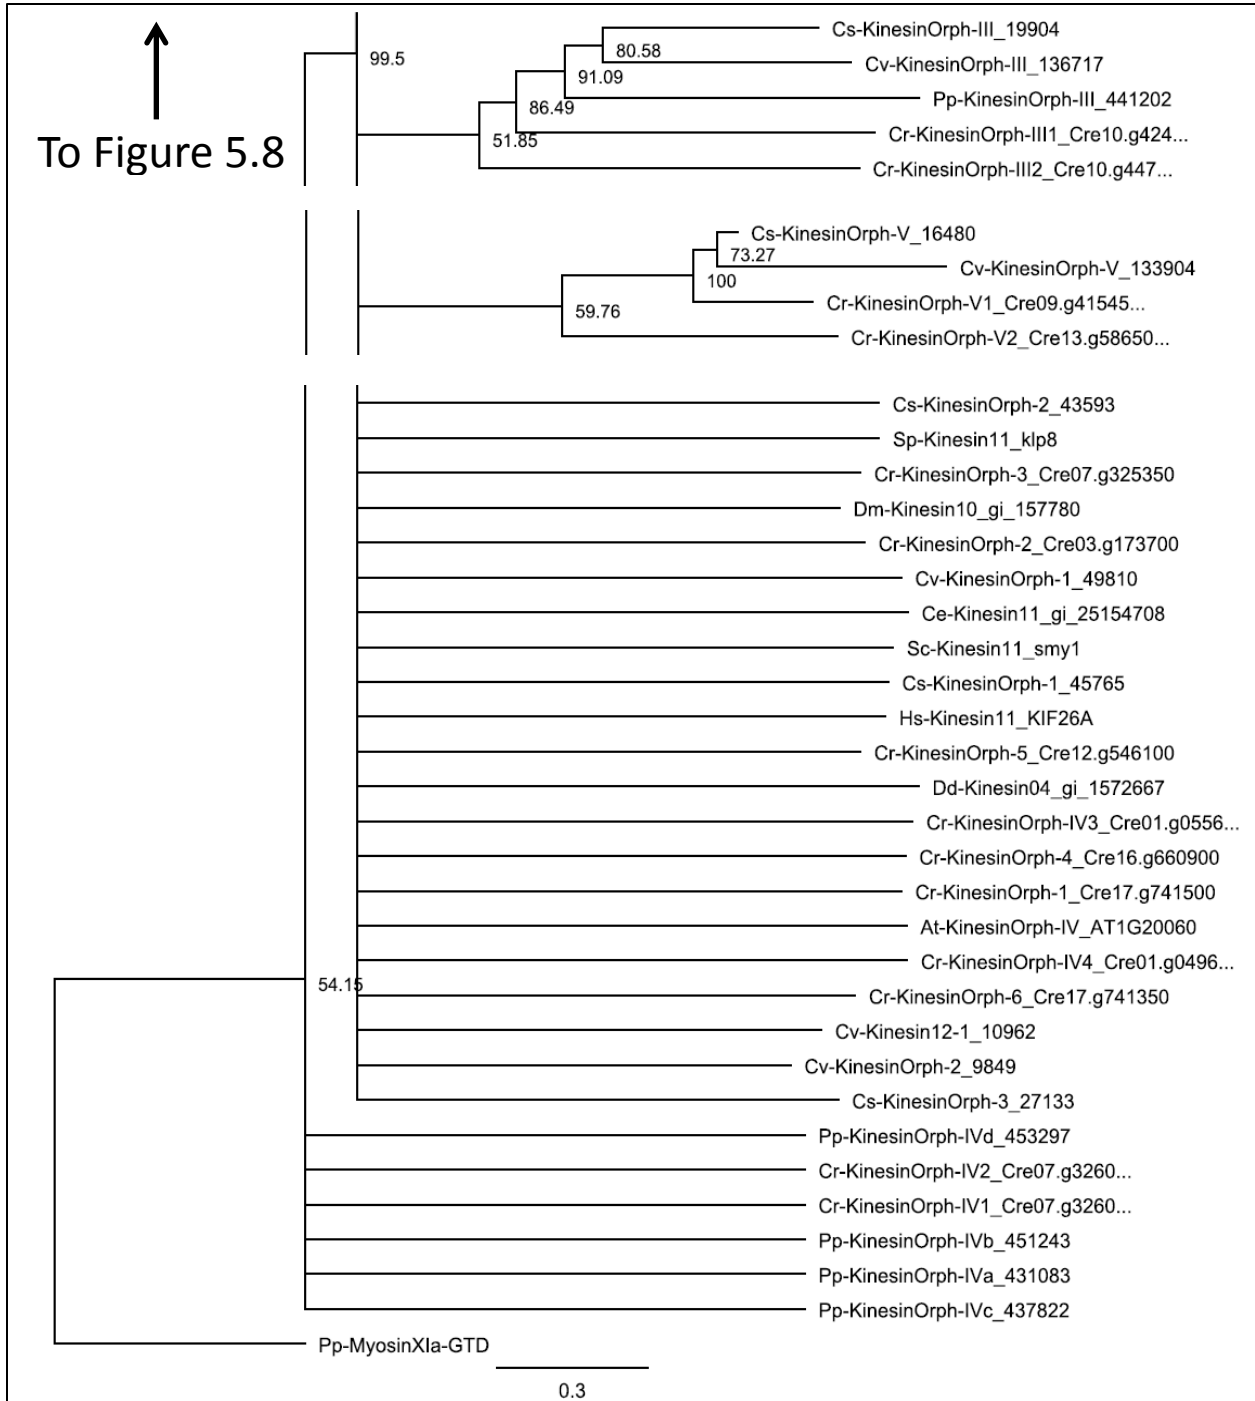 Cs-KinesinOrph-III_19904
99.5
80.58
Cv-KinesinOrph-III_136717
91.09
Pp-KinesinOrph-III_441202
86.49
Cr-KinesinOrph-III1_Cre10.g424...
51.85
To Figure 5.8
Cr-KinesinOrph-III2_Cre10.g447...
Cs-KinesinOrph-V_16480
73.27
Cv-KinesinOrph-V_133904
100
Cr-KinesinOrph-V1_Cre09.g41545...
59.76
Cr-KinesinOrph-V2_Cre13.g58650...
Cs-KinesinOrph-2_43593
Sp-Kinesin11_klp8
Cr-KinesinOrph-3_Cre07.g325350
Dm-Kinesin10_gi_157780
Cr-KinesinOrph-2_Cre03.g173700
Cv-KinesinOrph-1_49810
Ce-Kinesin11_gi_25154708
Sc-Kinesin11_smy1
Cs-KinesinOrph-1_45765
Hs-Kinesin11_KIF26A
Cr-KinesinOrph-5_Cre12.g546100
Dd-Kinesin04_gi_1572667
Cr-KinesinOrph-IV3_Cre01.g0556...
Cr-KinesinOrph-4_Cre16.g660900
Cr-KinesinOrph-1_Cre17.g741500
At-KinesinOrph-IV_AT1G20060
Cr-KinesinOrph-IV4_Cre01.g0496...
54.15
Cr-KinesinOrph-6_Cre17.g741350
Cv-Kinesin12-1_10962
Cv-KinesinOrph-2_9849
Cs-KinesinOrph-3_27133
Pp-KinesinOrph-IVd_453297
Cr-KinesinOrph-IV2_Cre07.g3260...
Cr-KinesinOrph-IV1_Cre07.g3260...
Pp-KinesinOrph-IVb_451243
Pp-KinesinOrph-IVa_431083
Pp-KinesinOrph-IVc_437822
Pp-MyosinXIa-GTD
0.3